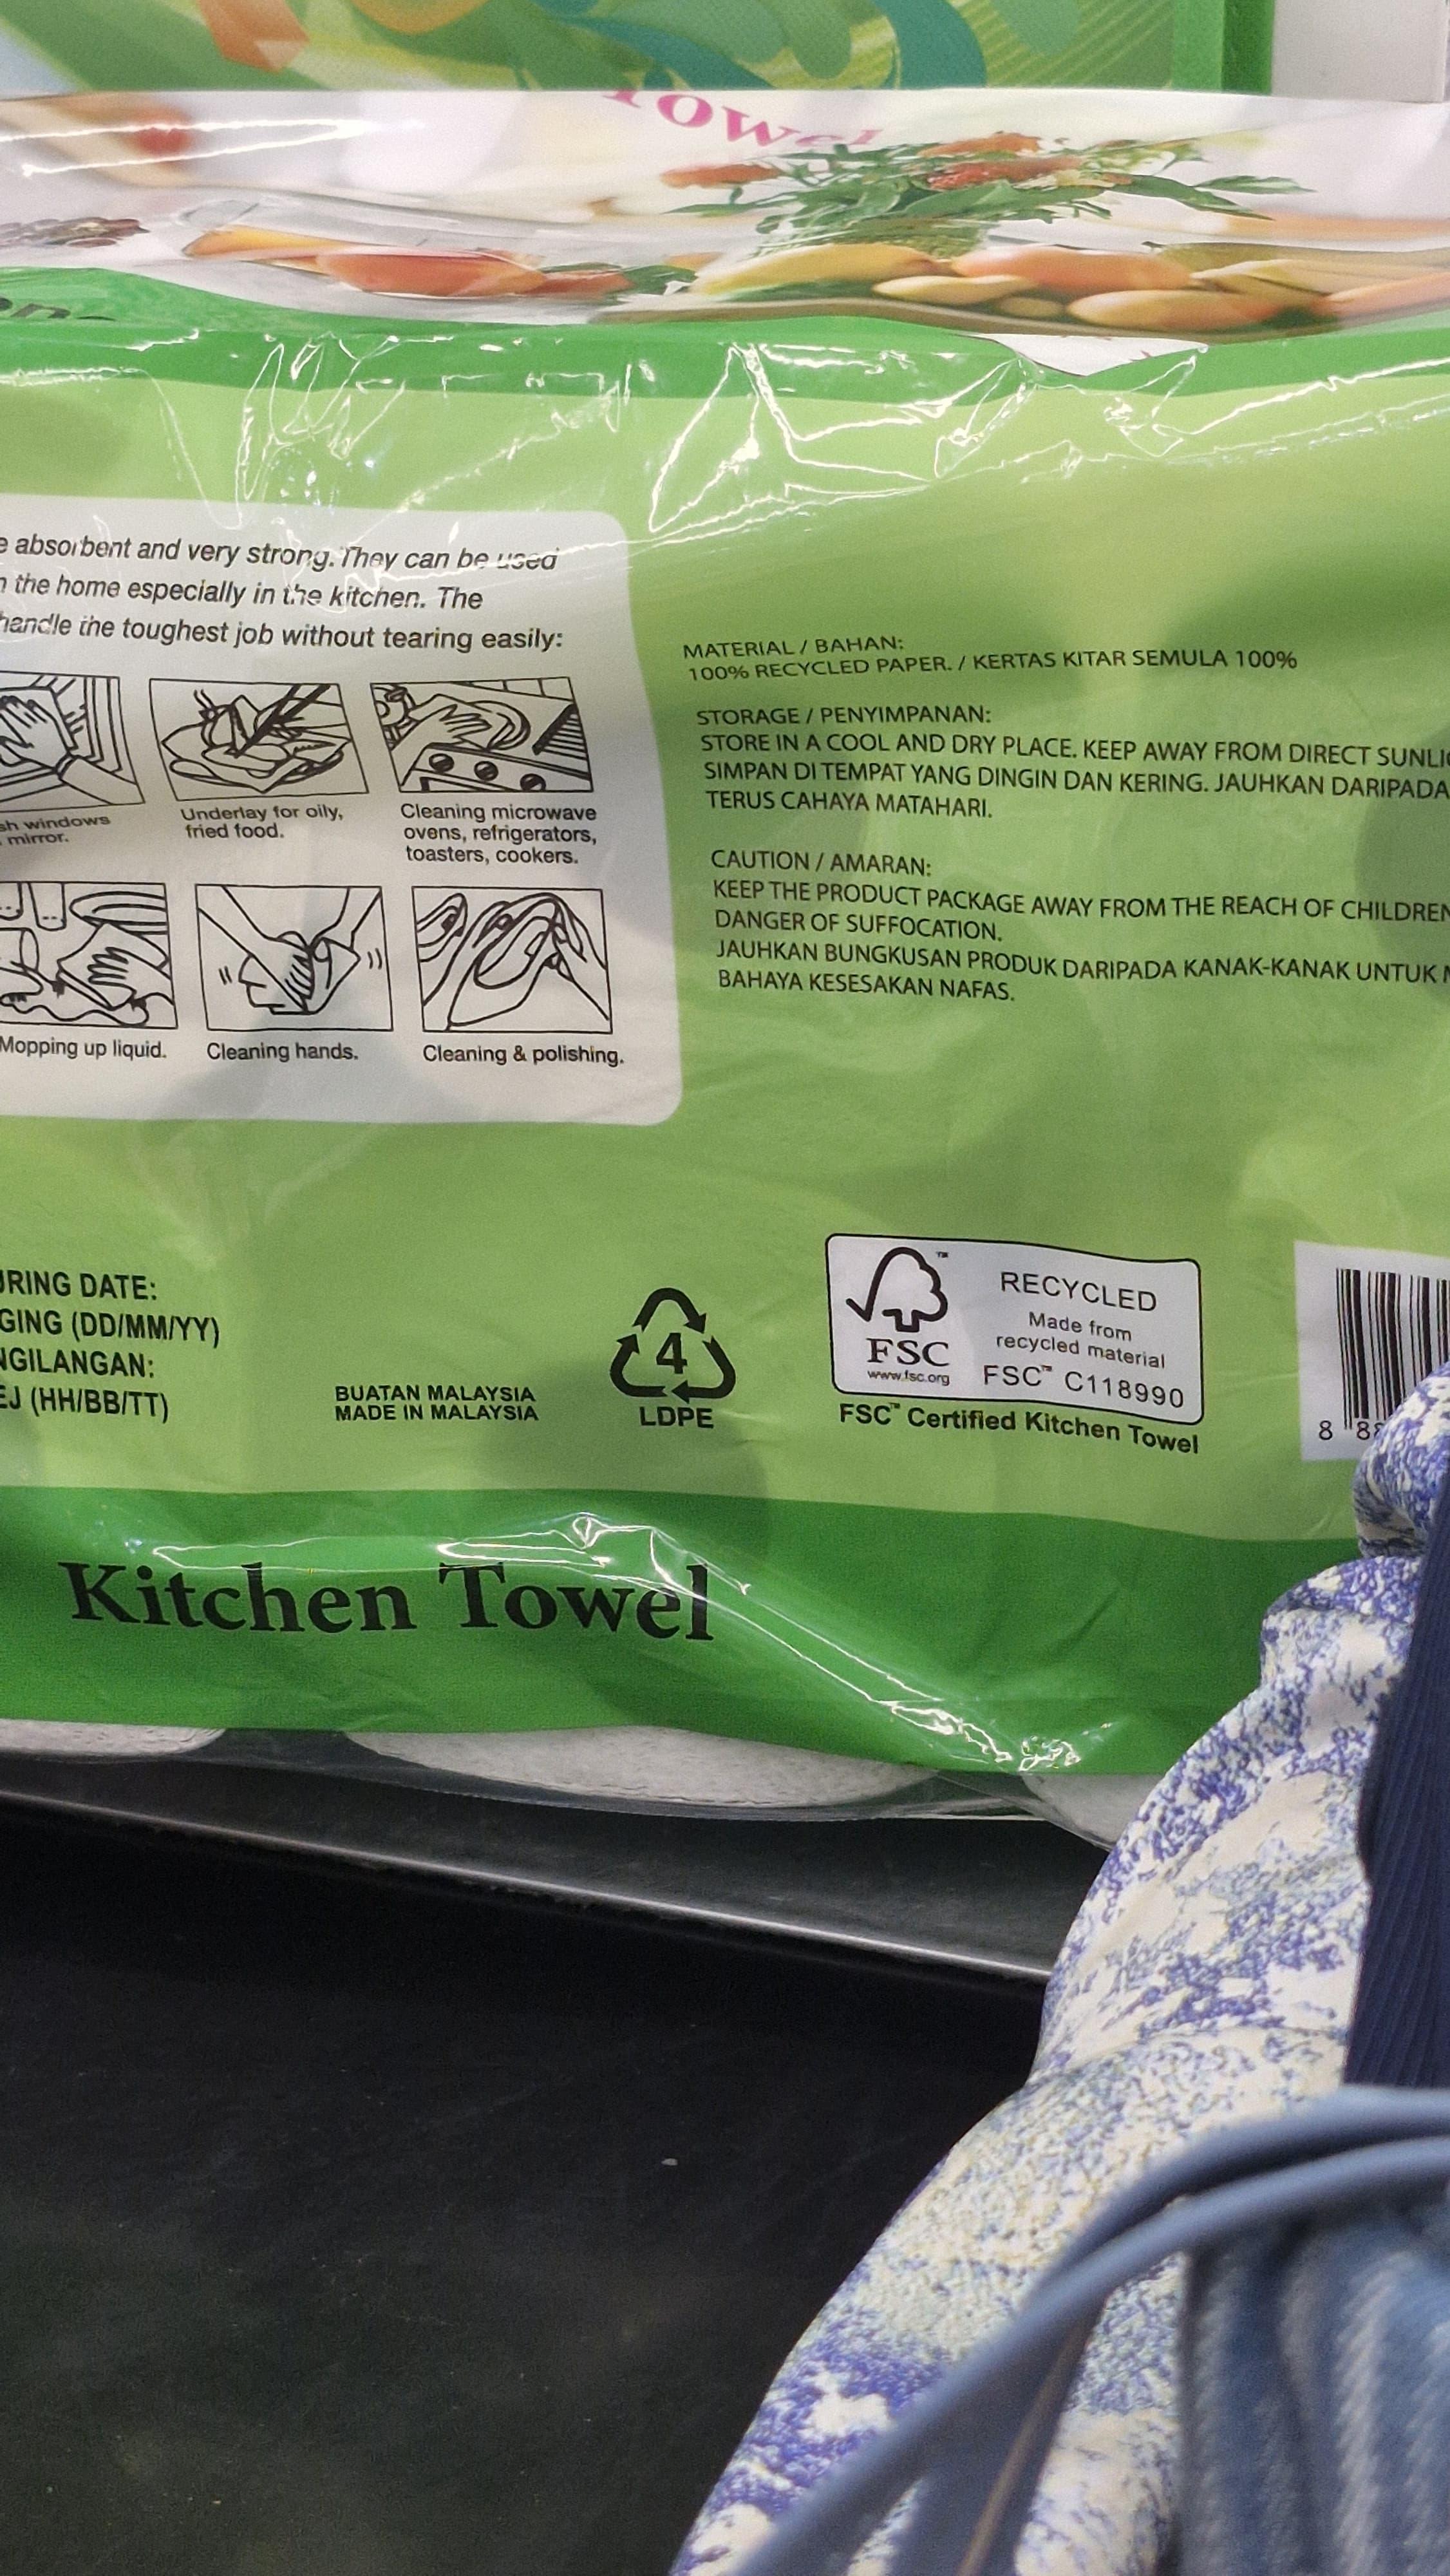 Towel
e absorbent and very strong. They can be used
n the home especially in the kitchen. The
handle the toughest job without tearing easily:
sh windows
mirror.
Underlay for oily,
fried food.
Cleaning microwave
ovens, refrigerators,
toasters, cookers.
Mopping up liquid.
Cleaning hands.
Cleaning & polishing.
MATERIAL / BAHAN:
100% RECYCLED PAPER. / KERTAS KITAR SEMULA 100%
STORAGE / PENYIMPANAN:
STORE IN A COOL AND DRY PLACE. KEEP AWAY FROM DIRECT SUNLIG
SIMPAN DI TEMPAT YANG DINGIN DAN KERING. JAUHKAN DARIPADA
TERUS CAHAYA MATAHARI.
CAUTION / AMARAN:
KEEP THE PRODUCT PACKAGE AWAY FROM THE REACH OF CHILDREN
DANGER OF SUFFOCATION.
JAUHKAN BUNGKUSAN PRODUK DARIPADA KANAK-KANAK UNTUK
BAHAYA KESESAKAN NAFAS.
URING DATE:
GING (DD/MM/YY)
NGILANGAN:
EJ (HH/BB/TT)
BUATAN MALAYSIA
MADE IN MALAYSIA
4
LDPE
FSC
www.fsc.org
RECYCLED
Made from
recycled material
FSC™ C118990
FSC™ Certified Kitchen Towel
8 88
Kitchen Towel